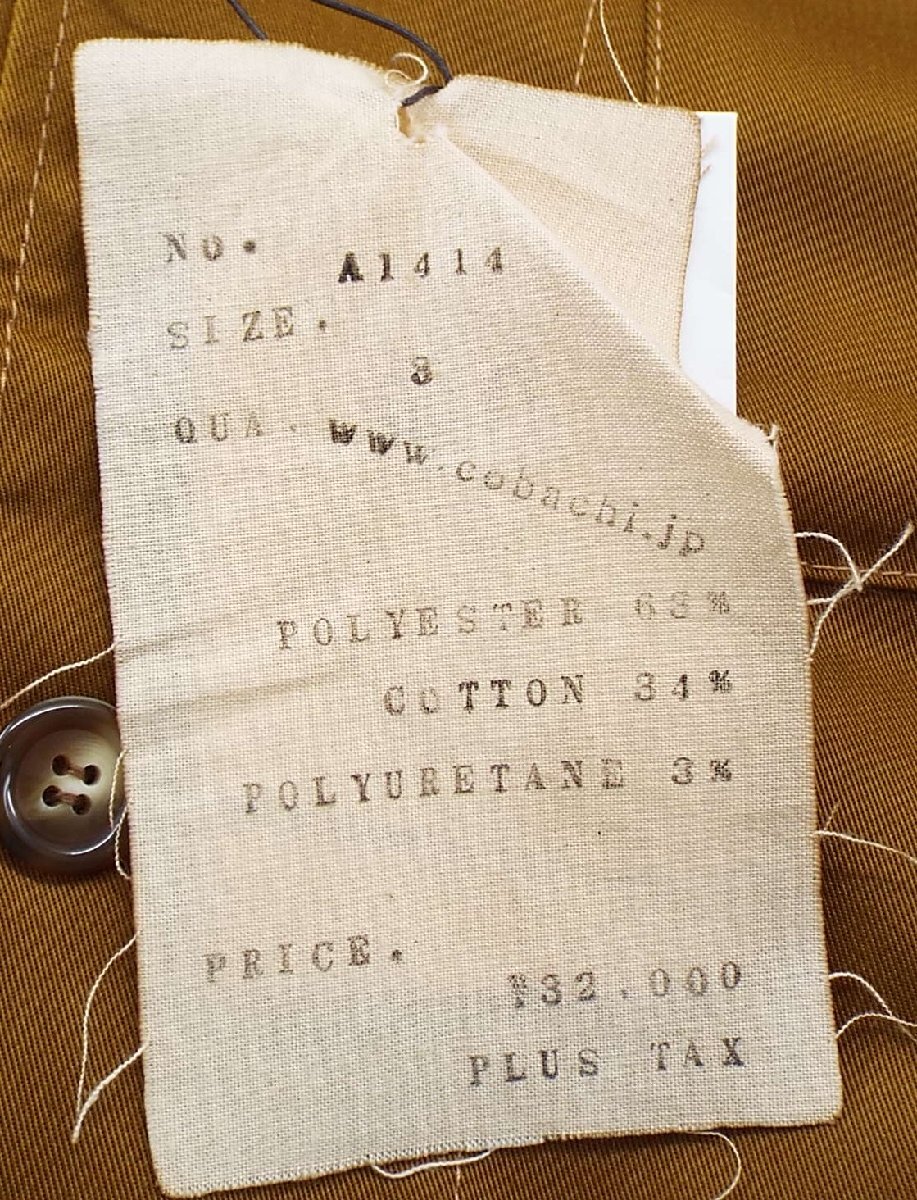 No.
A1414
SIZE.
3
QUA. www.cobachi.jp
POLYESTER 63%
COTTON 34%
POLYURETANE 3%
PRICE.
¥32.000
PLUS TAX